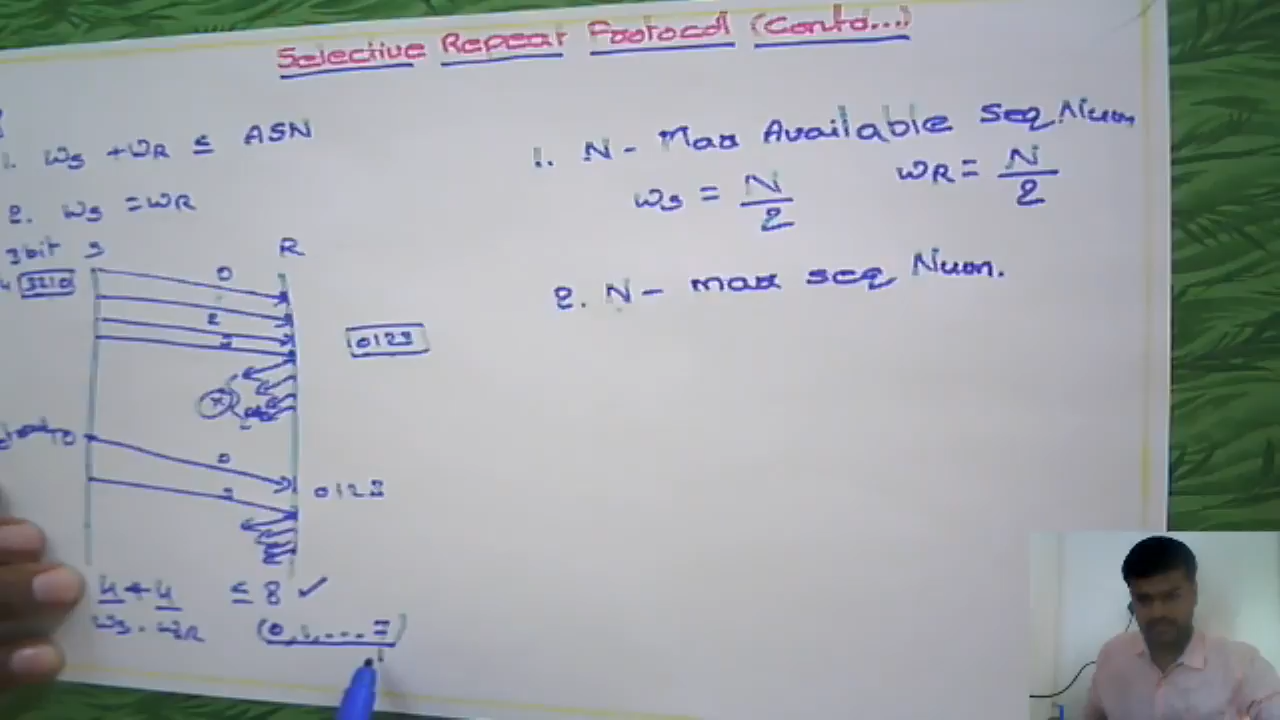 Selective Repeat Protocol (Contd...)
1. WS + WR ≤ ASN
2. WS = WR
3bit S R
4 3210
0
2
3
0123
x
0
3
0123
4 + 4 ≤ 8 ✓
WS . WR (0,1,...7)
1. N - Max Available Seq Num
WS = N/2 WR = N/2
2. N - max seq Num.